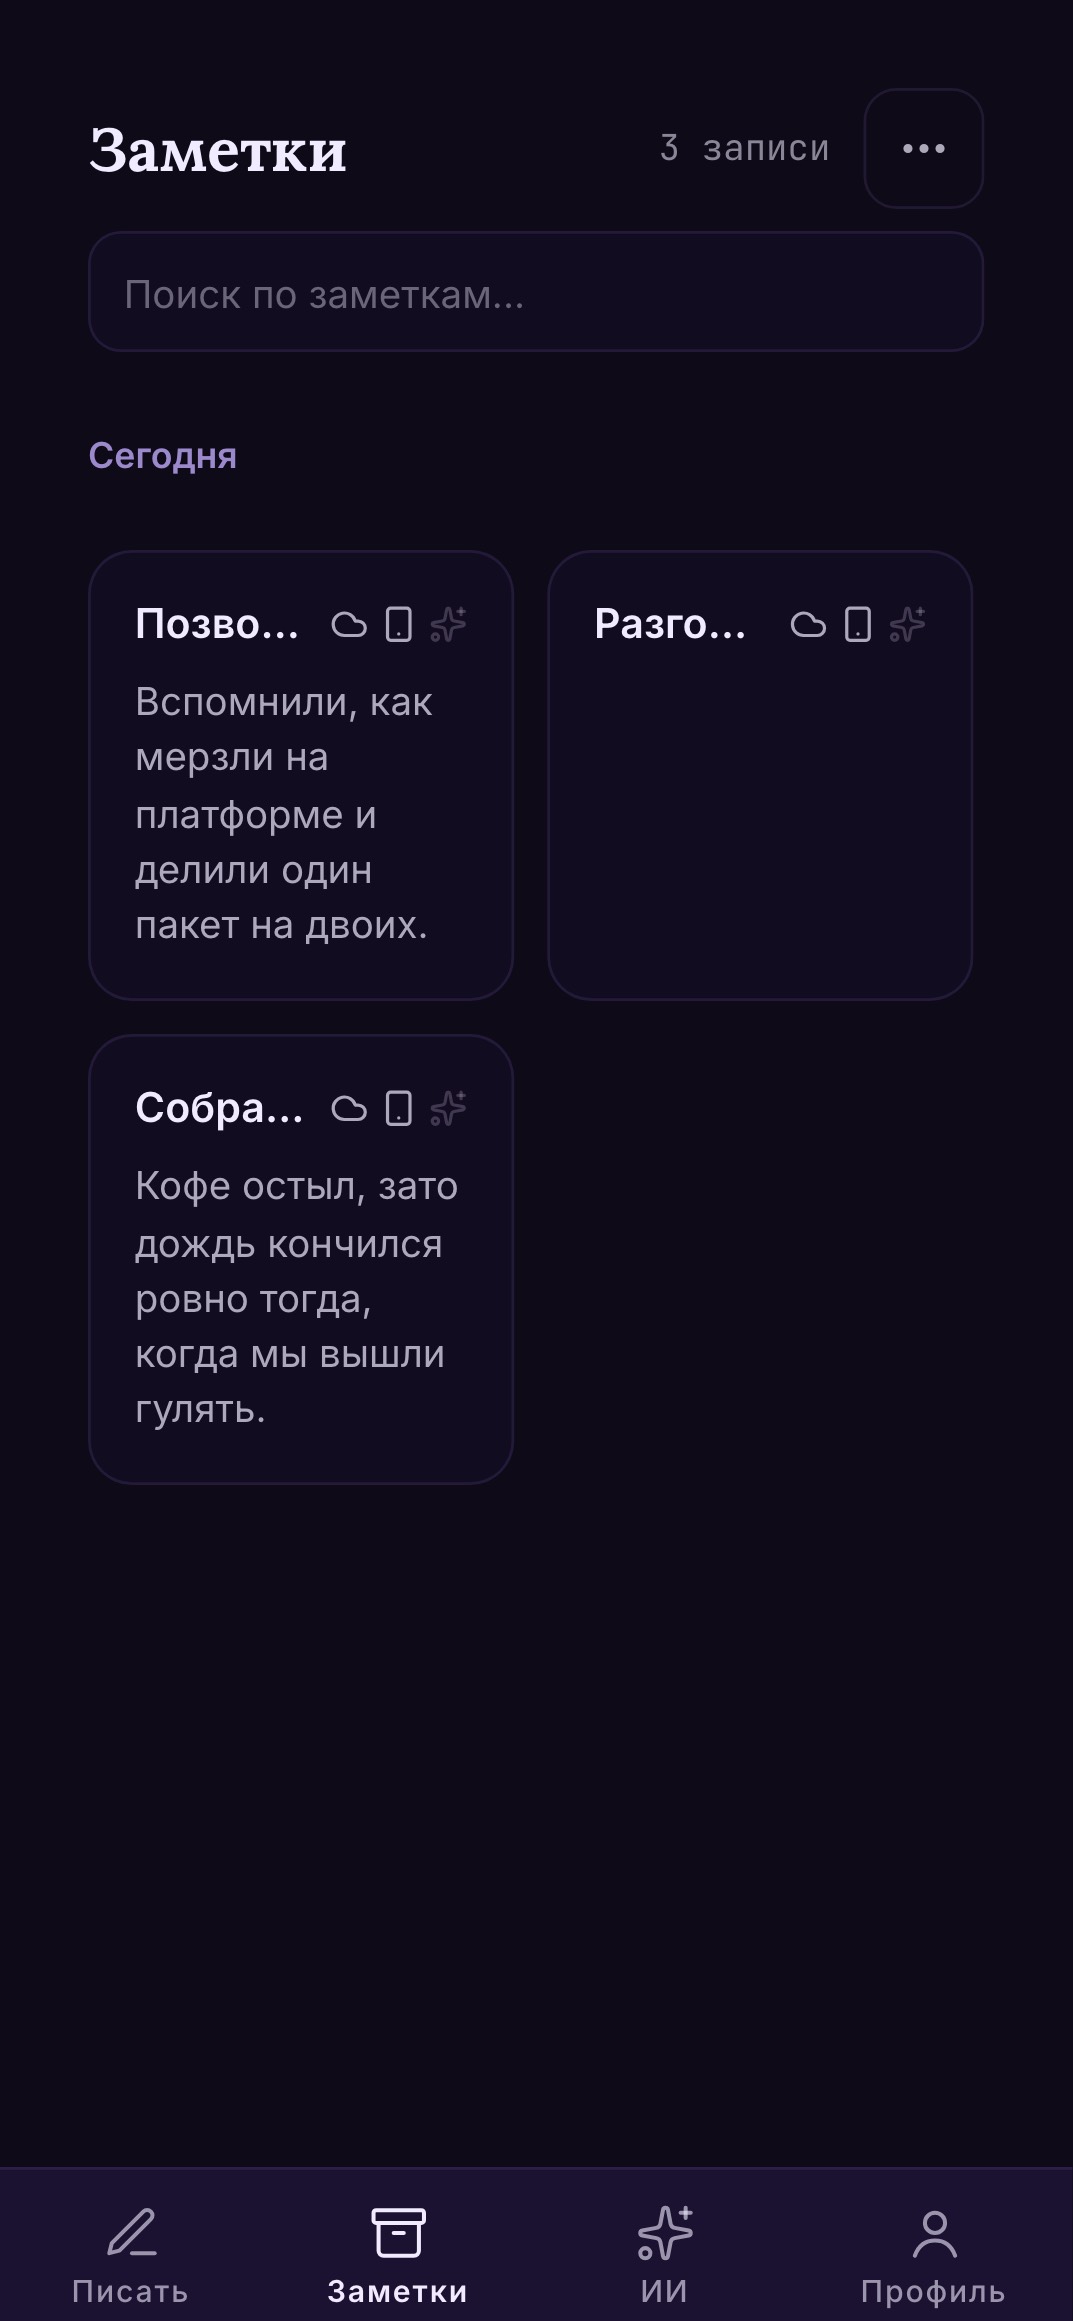 Заметки
3 записи
Поиск по заметкам...
Сегодня
Позво...
Вспомнили, как
мерзли на
платформе и
делили один
пакет на двоих.
Разго...
Собра...
Кофе остыл, зато
дождь кончился
ровно тогда,
когда мы вышли
гулять.
Писать
Заметки
ИИ
Профиль